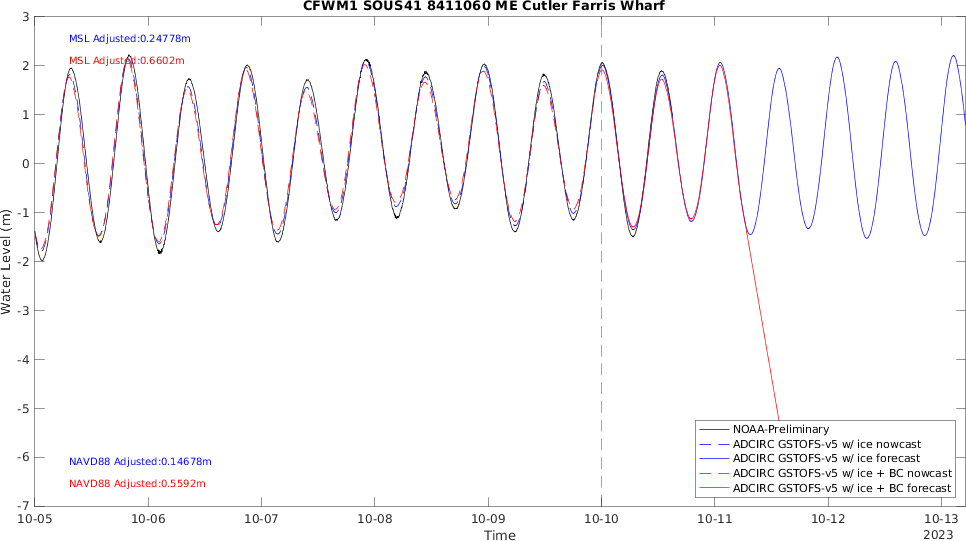 CFWM1 SOUS41 8411060 ME Cutler Farris Wharf
MSL Adjusted:0.24778m
MSL Adjusted:0.6602m
3
2
1
0
-1
-2
-3
-4
-5
-6
-7
Water Level (m)
NAVD88 Adjusted:0.14678m
NAVD88 Adjusted:0.5592m
NOAA-Preliminary
ADCIRC GSTOFS-v5 w/ ice nowcast
ADCIRC GSTOFS-v5 w/ ice forecast
ADCIRC GSTOFS-v5 w/ ice + BC nowcast
ADCIRC GSTOFS-v5 w/ ice + BC forecast
10-05 10-06 10-07 10-08 10-09 10-10 10-11 10-12 10-13
Time
2023